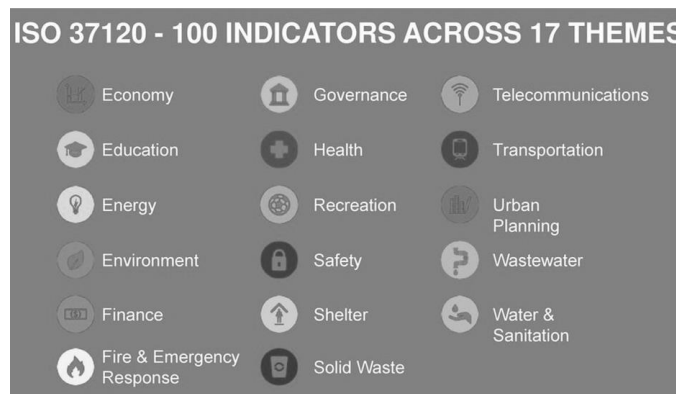 ISO 37120 - 100 INDICATORS ACROSS 17 THEMES
Economy
Education
Energy
Environment
Finance
Fire & Emergency
Response
Governance
Health
Recreation
Safety
Shelter
Solid Waste
Telecommunications
Transportation
Urban
Planning
Wastewater
Water &
Sanitation